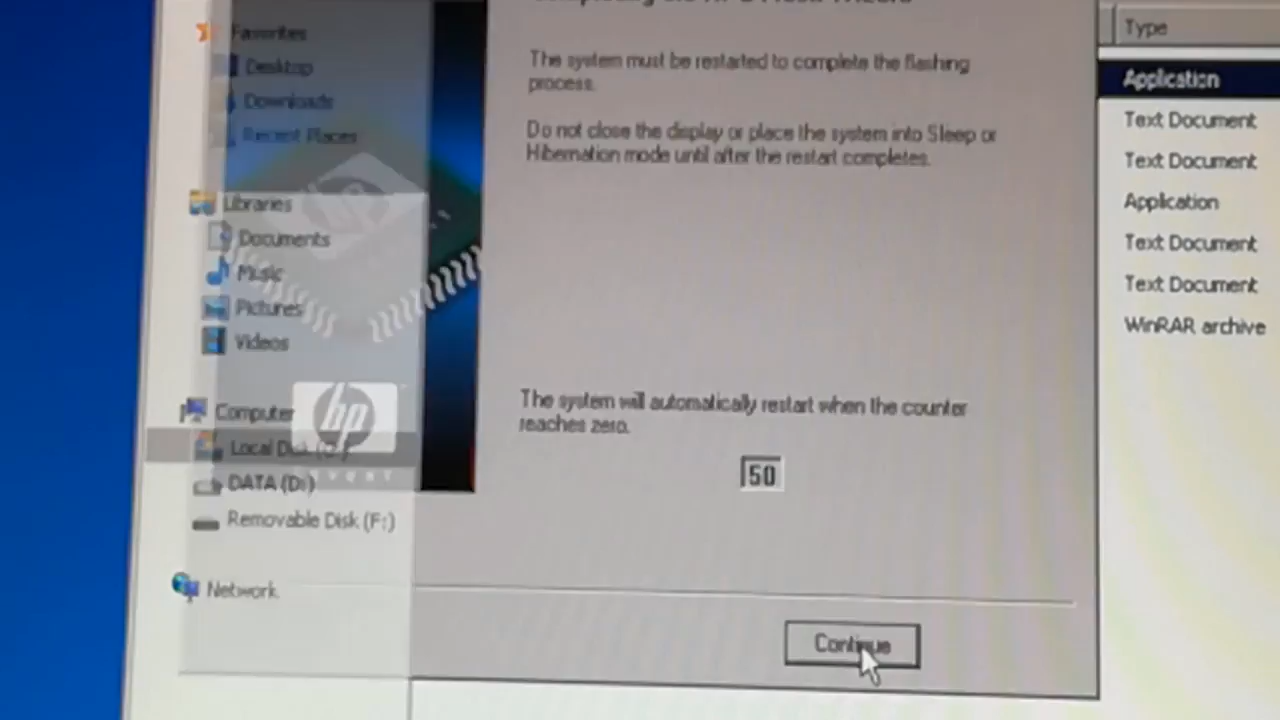 Favorites
Desktop
Downloads
Recent Places
Libraries
Documents
Music
Pictures
Videos
Computer
Local Disk (C:)
DATA (D:)
Removable Disk (F:)
Network
hp
The system must be restarted to complete the flashing
process.
Do not close the display or place the system into Sleep or
Hibernation mode until after the restart completes.
The system will automatically restart when the counter
reaches zero.
50
Continue
Type
Application
Text Document
Text Document
Application
Text Document
Text Document
WinRAR archive